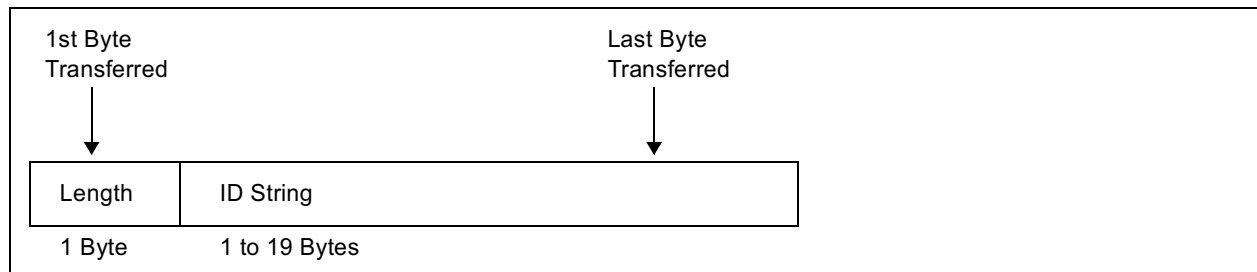 1st Byte
Transferred
Last Byte
Transferred
Length
ID String
1 Byte
1 to 19 Bytes